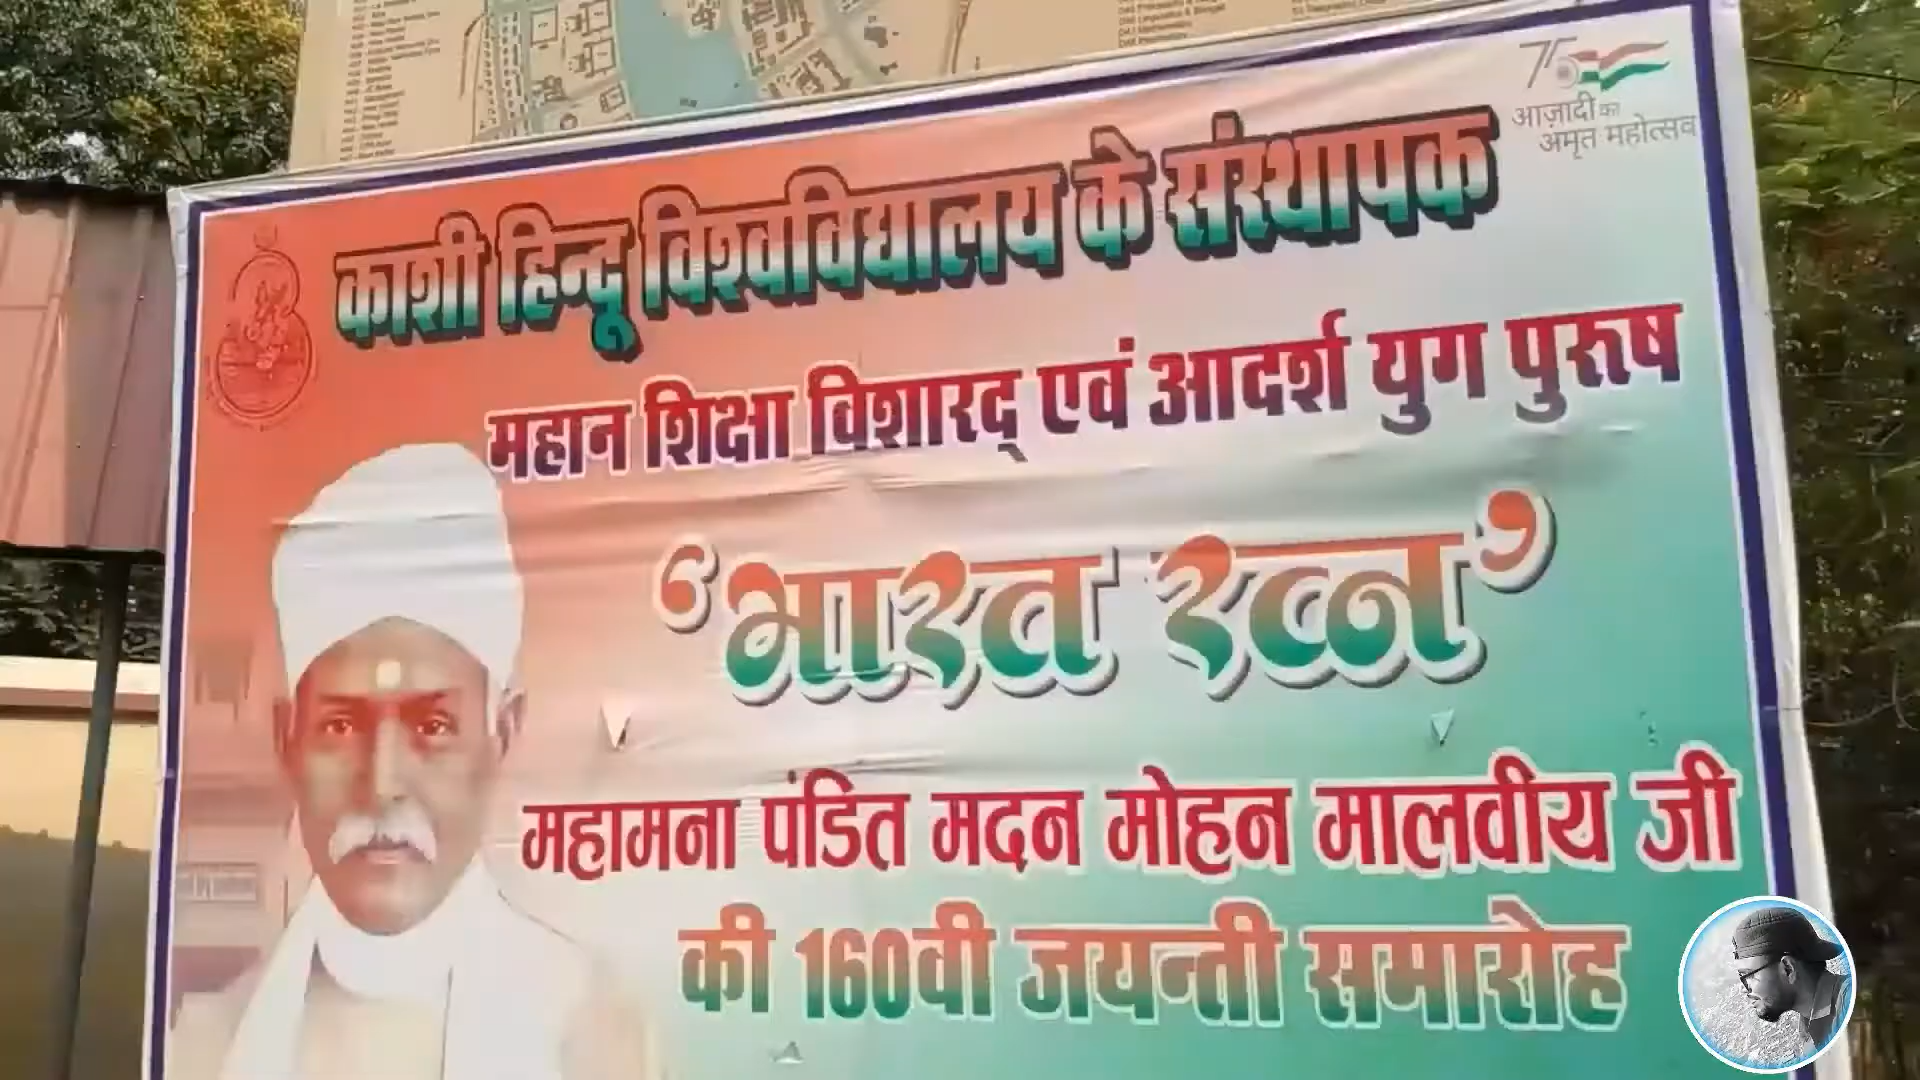 75
आज़ादी का
अमृत महोत्सव
काशी हिन्दू विश्वविद्यालय के संस्थापक
महान शिक्षा विशारद् एवं आदर्श युग पुरूष
‘भारत रत्न’
महामना पंडित मदन मोहन मालवीय जी
की 160वी जयन्ती समारोह